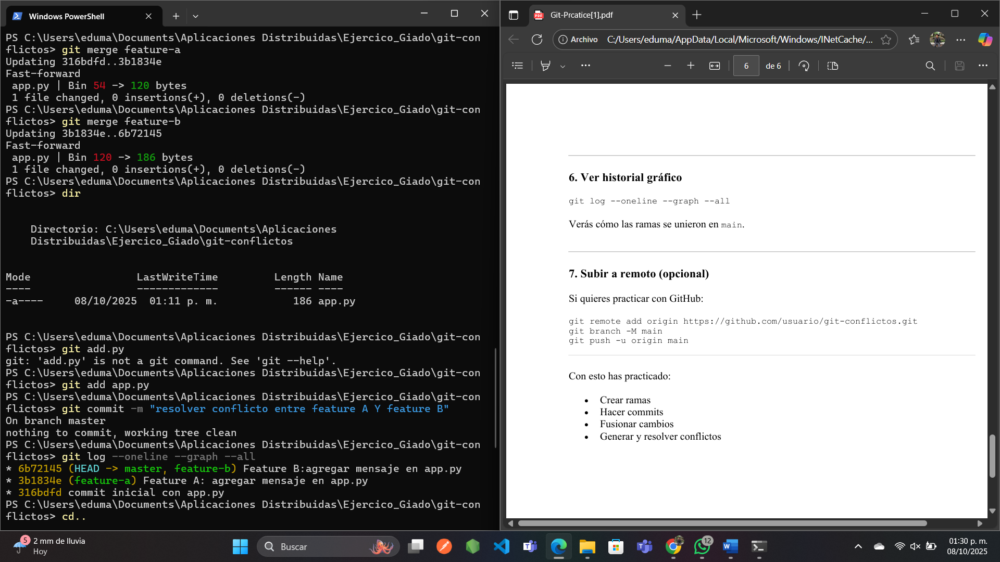 Windows PowerShell
PS C:\Users\eduma\Documents\Aplicaciones Distribuidas\Ejercico_Giado\git-con
flictos> git merge feature-a
Updating 316bdfd..3b1834e
Fast-forward
app.py | Bin 54 -> 120 bytes
1 file changed, 0 insertions(+), 0 deletions(-)
PS C:\Users\eduma\Documents\Aplicaciones Distribuidas\Ejercico_Giado\git-con
flictos> git merge feature-b
Updating 3b1834e..6b72145
Fast-forward
app.py | Bin 120 -> 186 bytes
1 file changed, 0 insertions(+), 0 deletions(-)
PS C:\Users\eduma\Documents\Aplicaciones Distribuidas\Ejercico_Giado\git-con
flictos> dir
Directorio: C:\Users\eduma\Documents\Aplicaciones
Distribuidas\Ejercico_Giado\git-conflictos
Mode LastWriteTime Length Name
---- ------------- ------ ----
-a---- 08/10/2025 01:11 p. m. 186 app.py
PS C:\Users\eduma\Documents\Aplicaciones Distribuidas\Ejercico_Giado\git-con
flictos> git add.py
git: 'add.py' is not a git command. See 'git --help'.
PS C:\Users\eduma\Documents\Aplicaciones Distribuidas\Ejercico_Giado\git-con
flictos> git add app.py
PS C:\Users\eduma\Documents\Aplicaciones Distribuidas\Ejercico_Giado\git-con
flictos> git commit -m "resolver conflicto entre feature A Y feature B"
On branch master
nothing to commit, working tree clean
PS C:\Users\eduma\Documents\Aplicaciones Distribuidas\Ejercico_Giado\git-con
flictos> git log --oneline --graph --all
* 6b72145 (HEAD -> master, feature-b) Feature B:agregar mensaje en app.py
* 3b1834e (feature-a) Feature A: agregar mensaje en app.py
* 316bdfd commit inicial con app.py
PS C:\Users\eduma\Documents\Aplicaciones Distribuidas\Ejercico_Giado\git-con
flictos> cd..
PDF
Git-Prcatice[1].pdf
Archivo C:/Users/eduma/AppData/Local/Microsoft/Windows/INetCache/...
6 de 6
6. Ver historial gráfico
git log --oneline --graph --all
Verás cómo las ramas se unieron en main.
7. Subir a remoto (opcional)
Si quieres practicar con GitHub:
git remote add origin https://github.com/usuario/git-conflictos.git
git branch -M main
git push -u origin main
Con esto has practicado:
• Crear ramas
• Hacer commits
• Fusionar cambios
• Generar y resolver conflictos
5
2 mm de lluvia
Hoy
Buscar
12
01:30 p. m.
08/10/2025